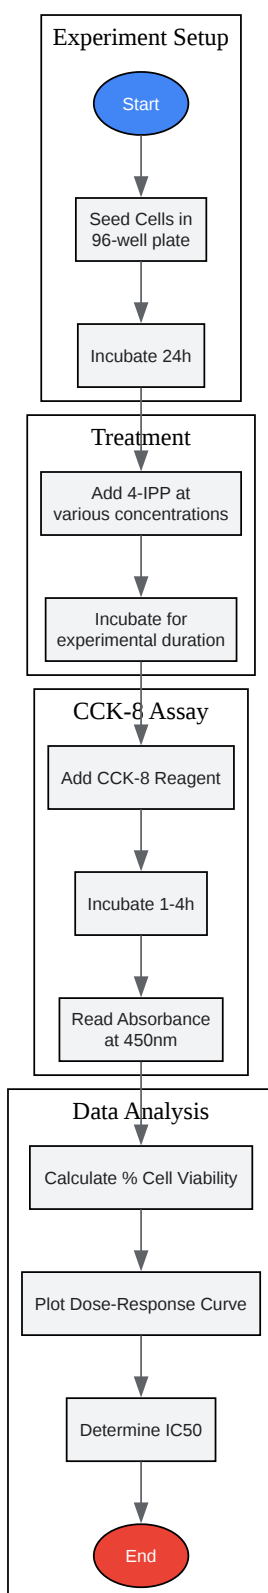 Experiment Setup
Start
Seed Cells in
96-well plate
Incubate 24h
Treatment
Add 4-IPP at
various concentrations
Incubate for
experimental duration
CCK-8 Assay
Add CCK-8 Reagent
Incubate 1-4h
Read Absorbance
at 450nm
Data Analysis
Calculate % Cell Viability
Plot Dose-Response Curve
Determine IC50
End